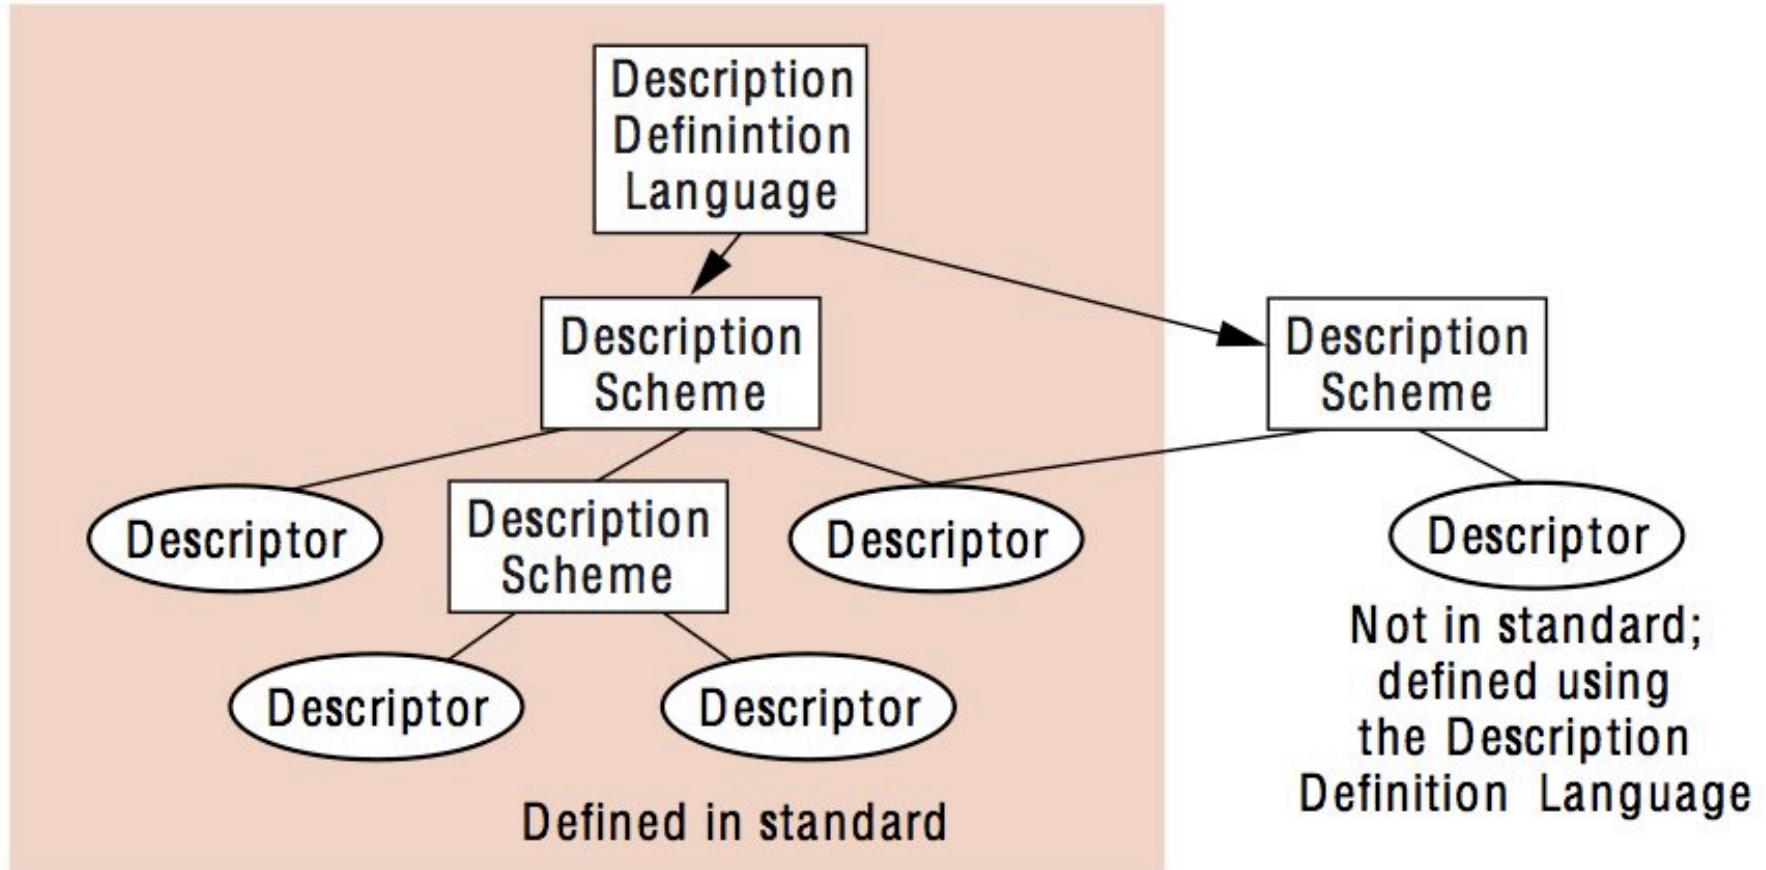 Description
Definintion
Language
Description
Scheme
Description
Scheme
Descriptor
Description
Scheme
Descriptor
Descriptor
Descriptor
Descriptor
Not in standard;
defined using
the Description
Definition Language
Defined in standard